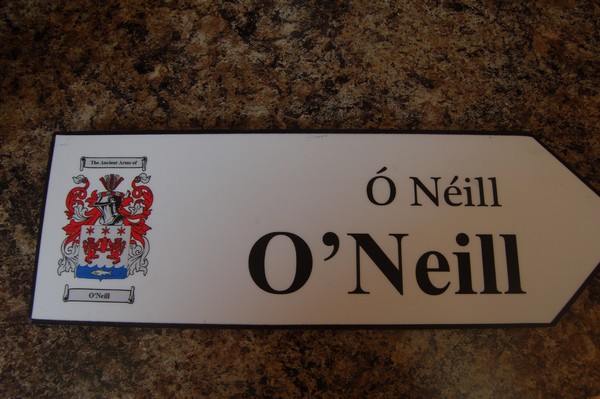 The Ancient Arms of
O'Neill
Ó Néill
O'Neill